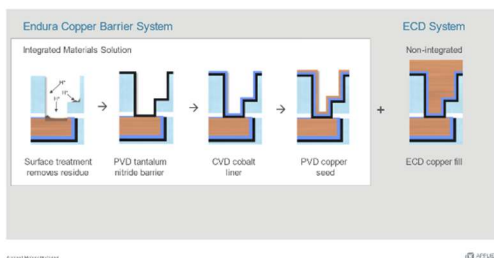 Endura Copper Barrier System
ECD System
Integrated Materials Solution
Non-integrated
H⁺
H⁺
H⁺
+
Surface treatment
removes residue
PVD tantalum
nitride barrier
CVD cobalt
liner
PVD copper
seed
ECD copper fill
APPLIED